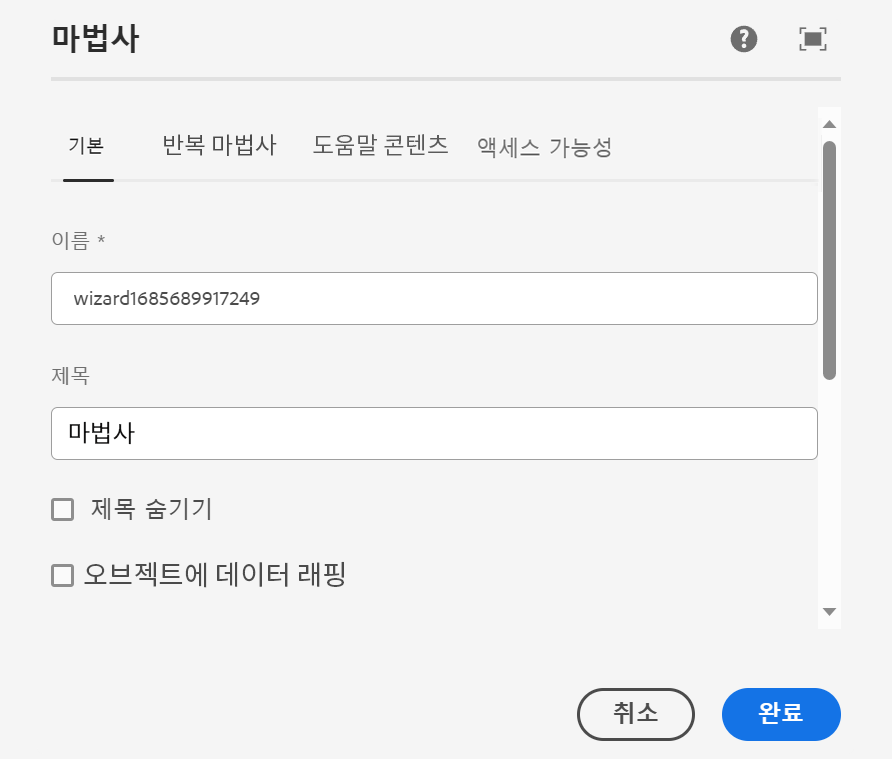 마법사
기본 반복 마법사 도움말 콘텐츠 액세스 가능성
이름 *
wizard1685689917249
제목
마법사
제목 숨기기
오브젝트에 데이터 래핑
취소 완료